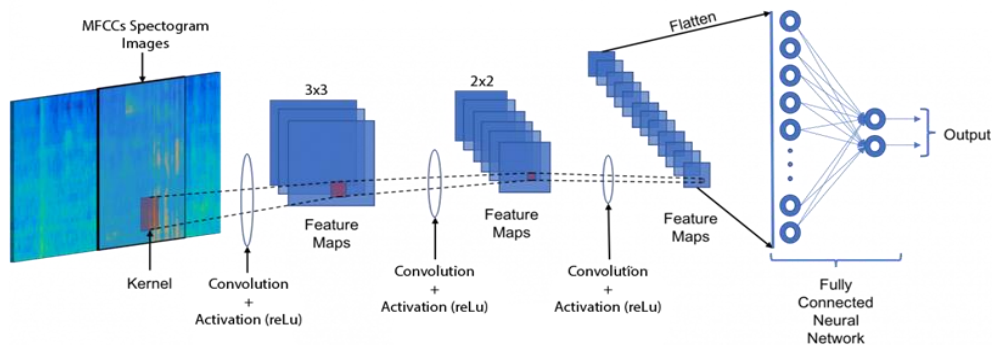 MFCCs Spectogram
Images
3x3
2x2
Flatten
Output
Kernel
Feature
Maps
Feature
Maps
Feature
Maps
Convolution
+
Activation (reLu)
Convolution
+
Activation (reLu)
Convolution
+
Activation (reLu)
Fully
Connected
Neural
Network